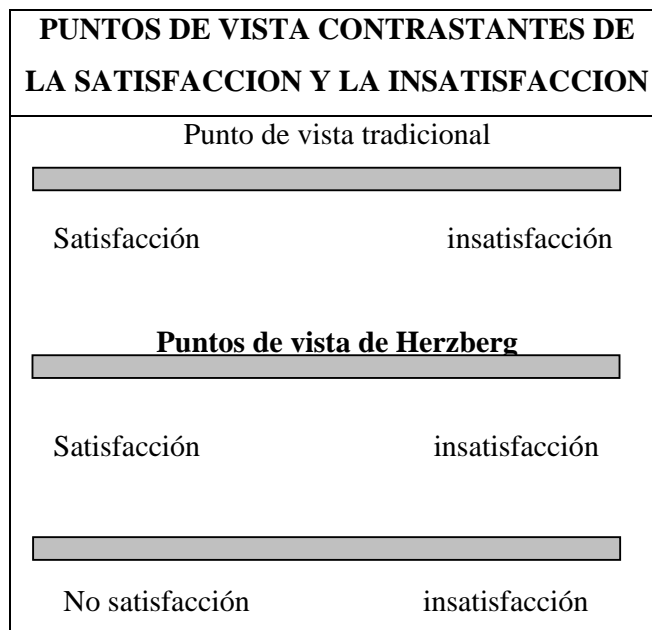 PUNTOS DE VISTA CONTRASTANTES DE
LA SATISFACCION Y LA INSATISFACCION
Punto de vista tradicional
Satisfacción insatisfacción
Puntos de vista de Herzberg
Satisfacción insatisfacción
No satisfacción insatisfacción